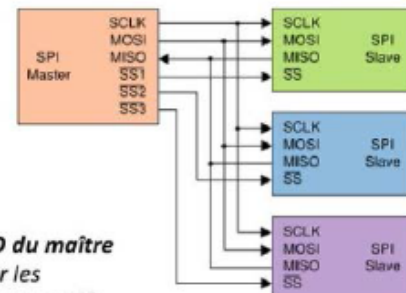 SCLK
MOSI
MISO
SS1
SS2
SS3
SPI
Master
SCLK
MOSI
MISO
SS
SPI
Slave
SCLK
MOSI
MISO
SS
SPI
Slave
SCLK
MOSI
MISO
SS
SPI
Slave
du maître
r les